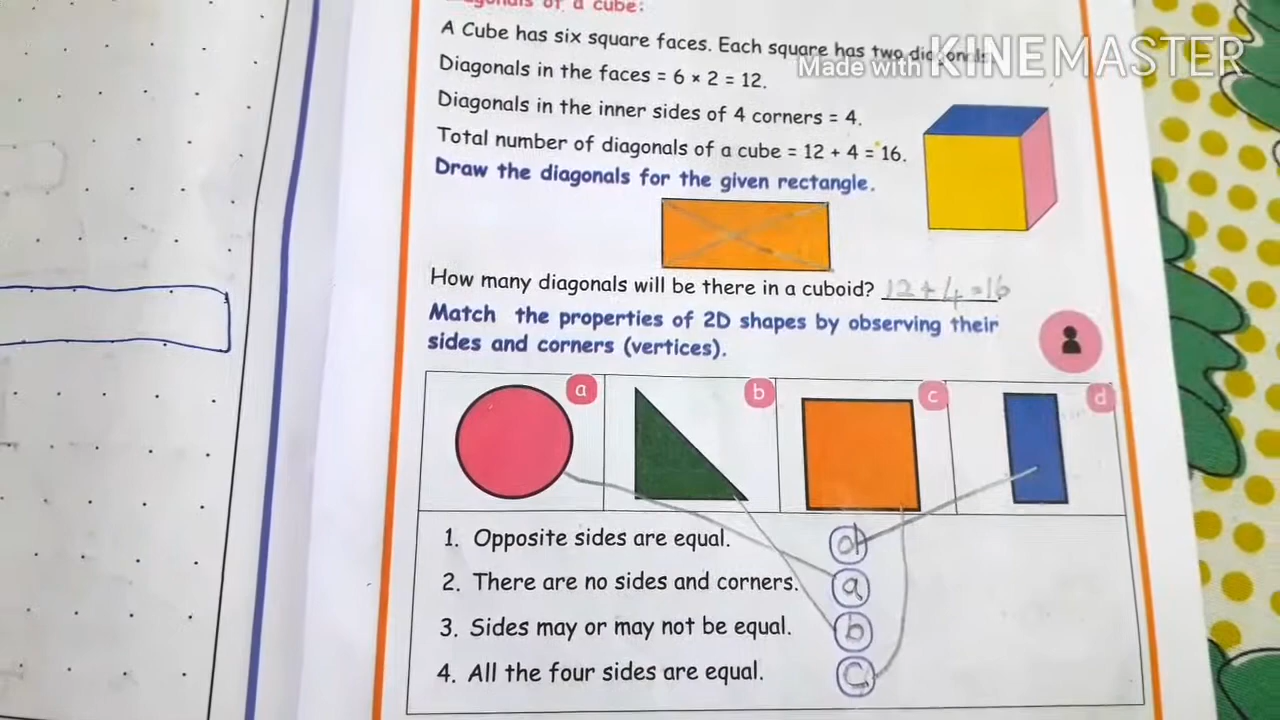 Diagonals of a cube:
A Cube has six square faces. Each square has two diagonals.
Made with KINEMASTER
Diagonals in the faces = 6 × 2 = 12.
Diagonals in the inner sides of 4 corners = 4.
Total number of diagonals of a cube = 12 + 4 = 16.
Draw the diagonals for the given rectangle.
How many diagonals will be there in a cuboid? 12+4=16
Match the properties of 2D shapes by observing their
sides and corners (vertices).
a b c d
1. Opposite sides are equal. d
2. There are no sides and corners. a
3. Sides may or may not be equal. b
4. All the four sides are equal. c